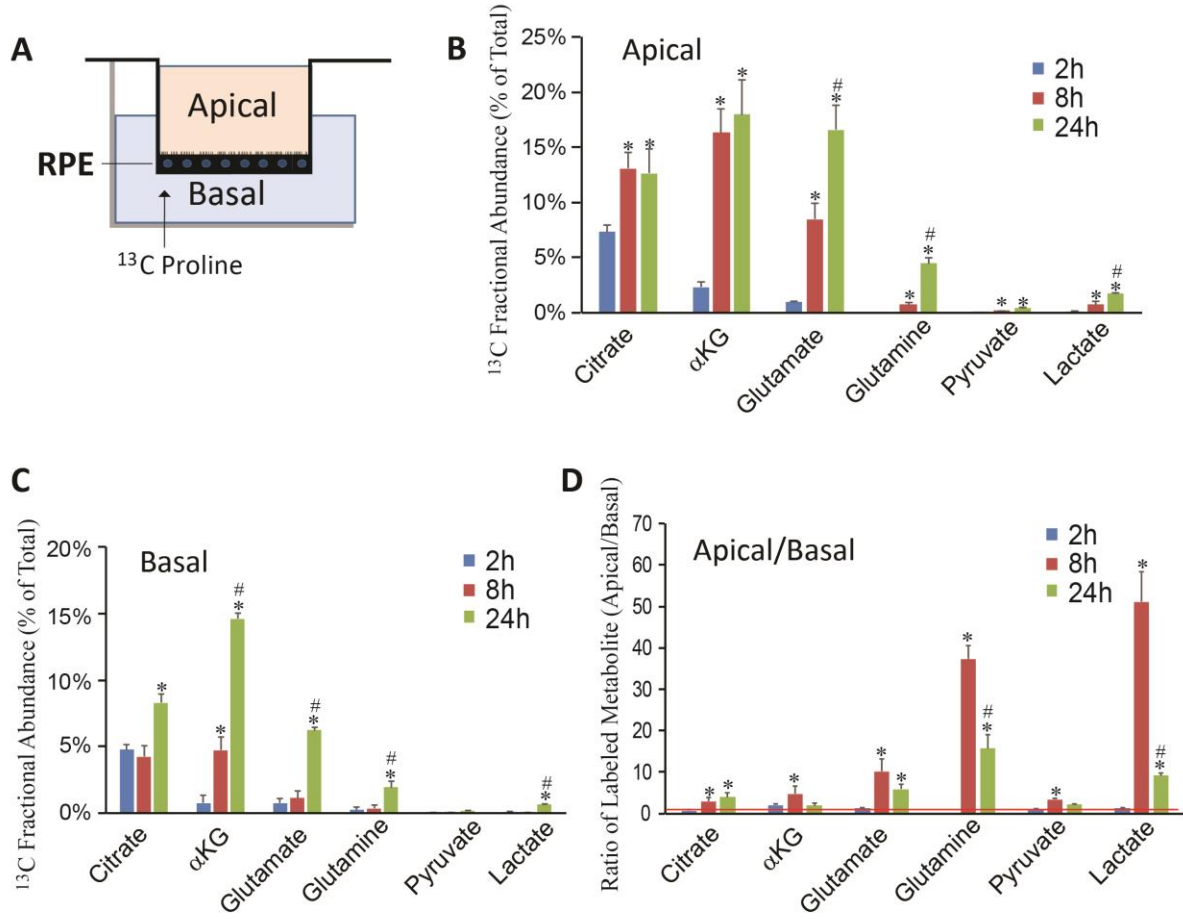 A
Apical
RPE
Basal
¹³C Proline
B
Apical
¹³C Fractional Abundance (% of Total)
25%
20%
15%
10%
5%
0%
2h
8h
24h
* * * * * # * * # * * * * # *
Citrate
αKG
Glutamate
Glutamine
Pyruvate
Lactate
C
Basal
¹³C Fractional Abundance (% of Total)
20%
15%
10%
5%
0%
2h
8h
24h
* * # * # * # * # *
Citrate
αKG
Glutamate
Glutamine
Pyruvate
Lactate
D
Apical/Basal
Ratio of Labeled Metabolite (Apical/Basal)
70
60
50
40
30
20
10
0
2h
8h
24h
* * * * * * # * * * # *
Citrate
αKG
Glutamate
Glutamine
Pyruvate
Lactate